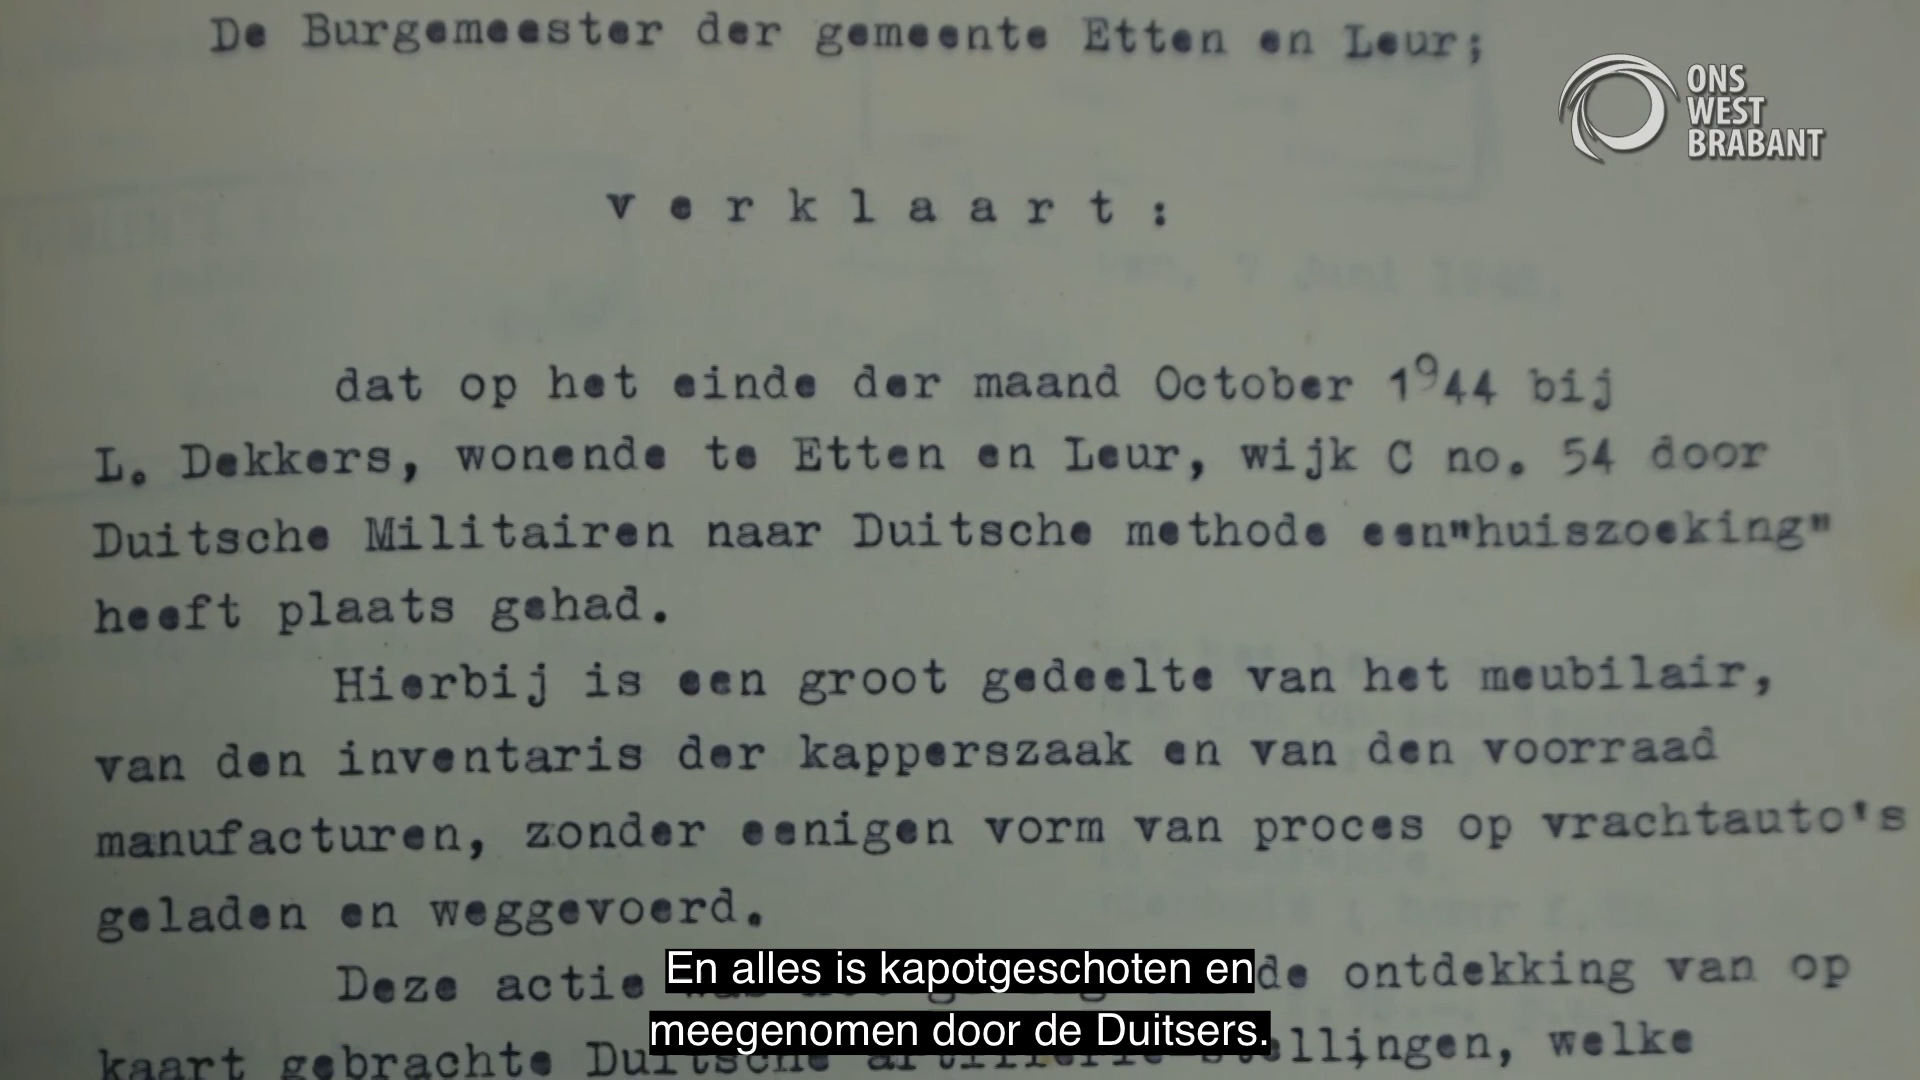 De Burgemeester der gemeente Etten en Leur;
ONS
WEST
BRABANT
verklaart:
dat op het einde der maand October 1944 bij
L. Dekkers, wonende te Etten en Leur, wijk C no. 54 door
Duitsche Militairen naar Duitsche methode een"huiszoeking"
heeft plaats gehad.
Hierbij is een groot gedeelte van het meubilair,
van den inventaris der kapperszaak en van den voorraad
manufacturen, zonder eenigen vorm van proces op vrachtauto's
geladen en weggevoerd.
Deze actie de ontdekking van op
kaart gebrachte Duitsche artillerie stellingen, welke
En alles is kapotgeschoten en
meegenomen door de Duitsers.